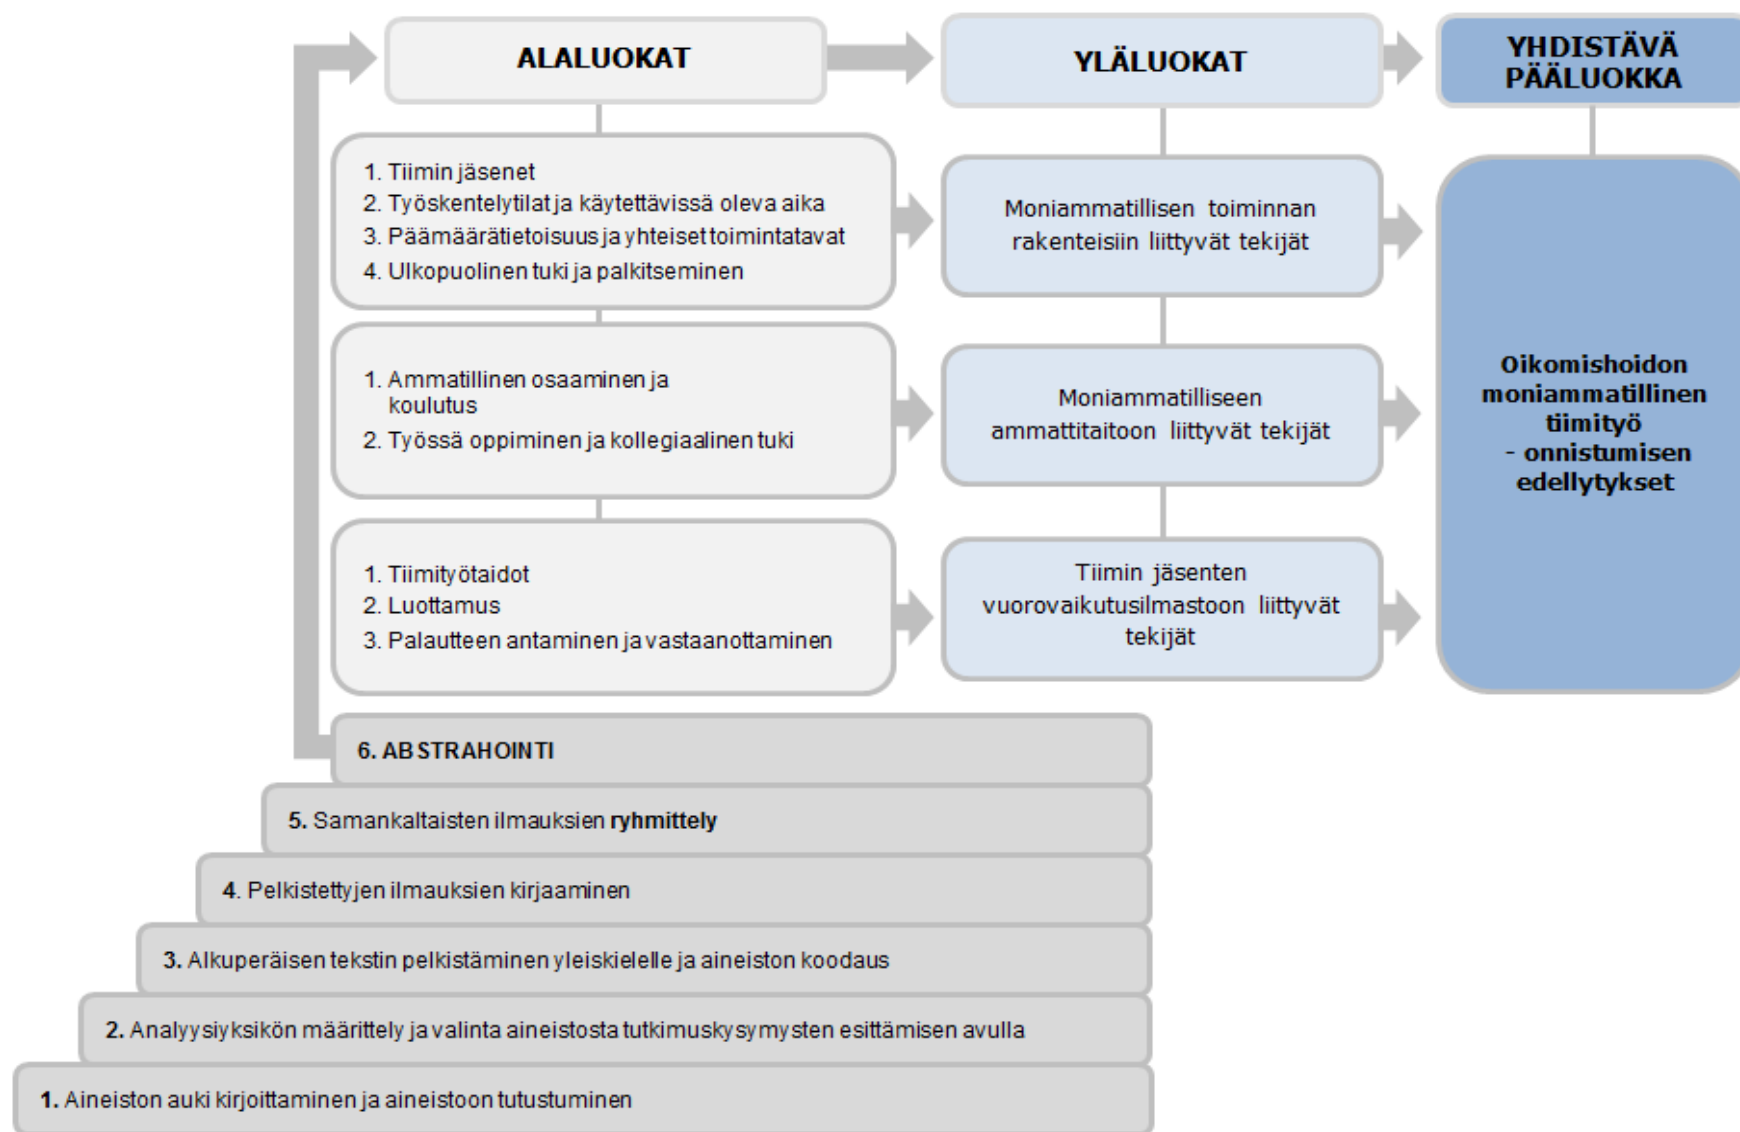 ALALUOKAT
YLÄLUOKAT
YHDISTÄVÄ
PÄÄLUOKKA
1. Tiimin jäsenet
2. Työskentelytilat ja käytettävissä oleva aika
3. Päämäärätietoisuus ja yhteiset toimintatavat
4. Ulkopuolinen tuki ja palkitseminen
Moniammatillisen toiminnan
rakenteisiin liittyvät tekijät
1. Ammatillinen osaaminen ja
koulutus
2. Työssä oppiminen ja kollegiaalinen tuki
Moniammatilliseen
ammattitaitoon liittyvät tekijät
1. Tiimityötaidot
2. Luottamus
3. Palautteen antaminen ja vastaanottaminen
Tiimin jäsenten
vuorovaikutusilmastoon liittyvät
tekijät
Oikomishoidon
moniammatillinen
tiimityö
- onnistumisen
edellytykset
6. ABSTRAHOINTI
5. Samankaltaisten ilmauksien ryhmittely
4. Pelkistettyjen ilmauksien kirjaaminen
3. Alkuperäisen tekstin pelkistäminen yleiskielelle ja aineiston koodaus
2. Analyysiyksikön määrittely ja valinta aineistosta tutkimuskysymysten esittämisen avulla
1. Aineiston auki kirjoittaminen ja aineistoon tutustuminen